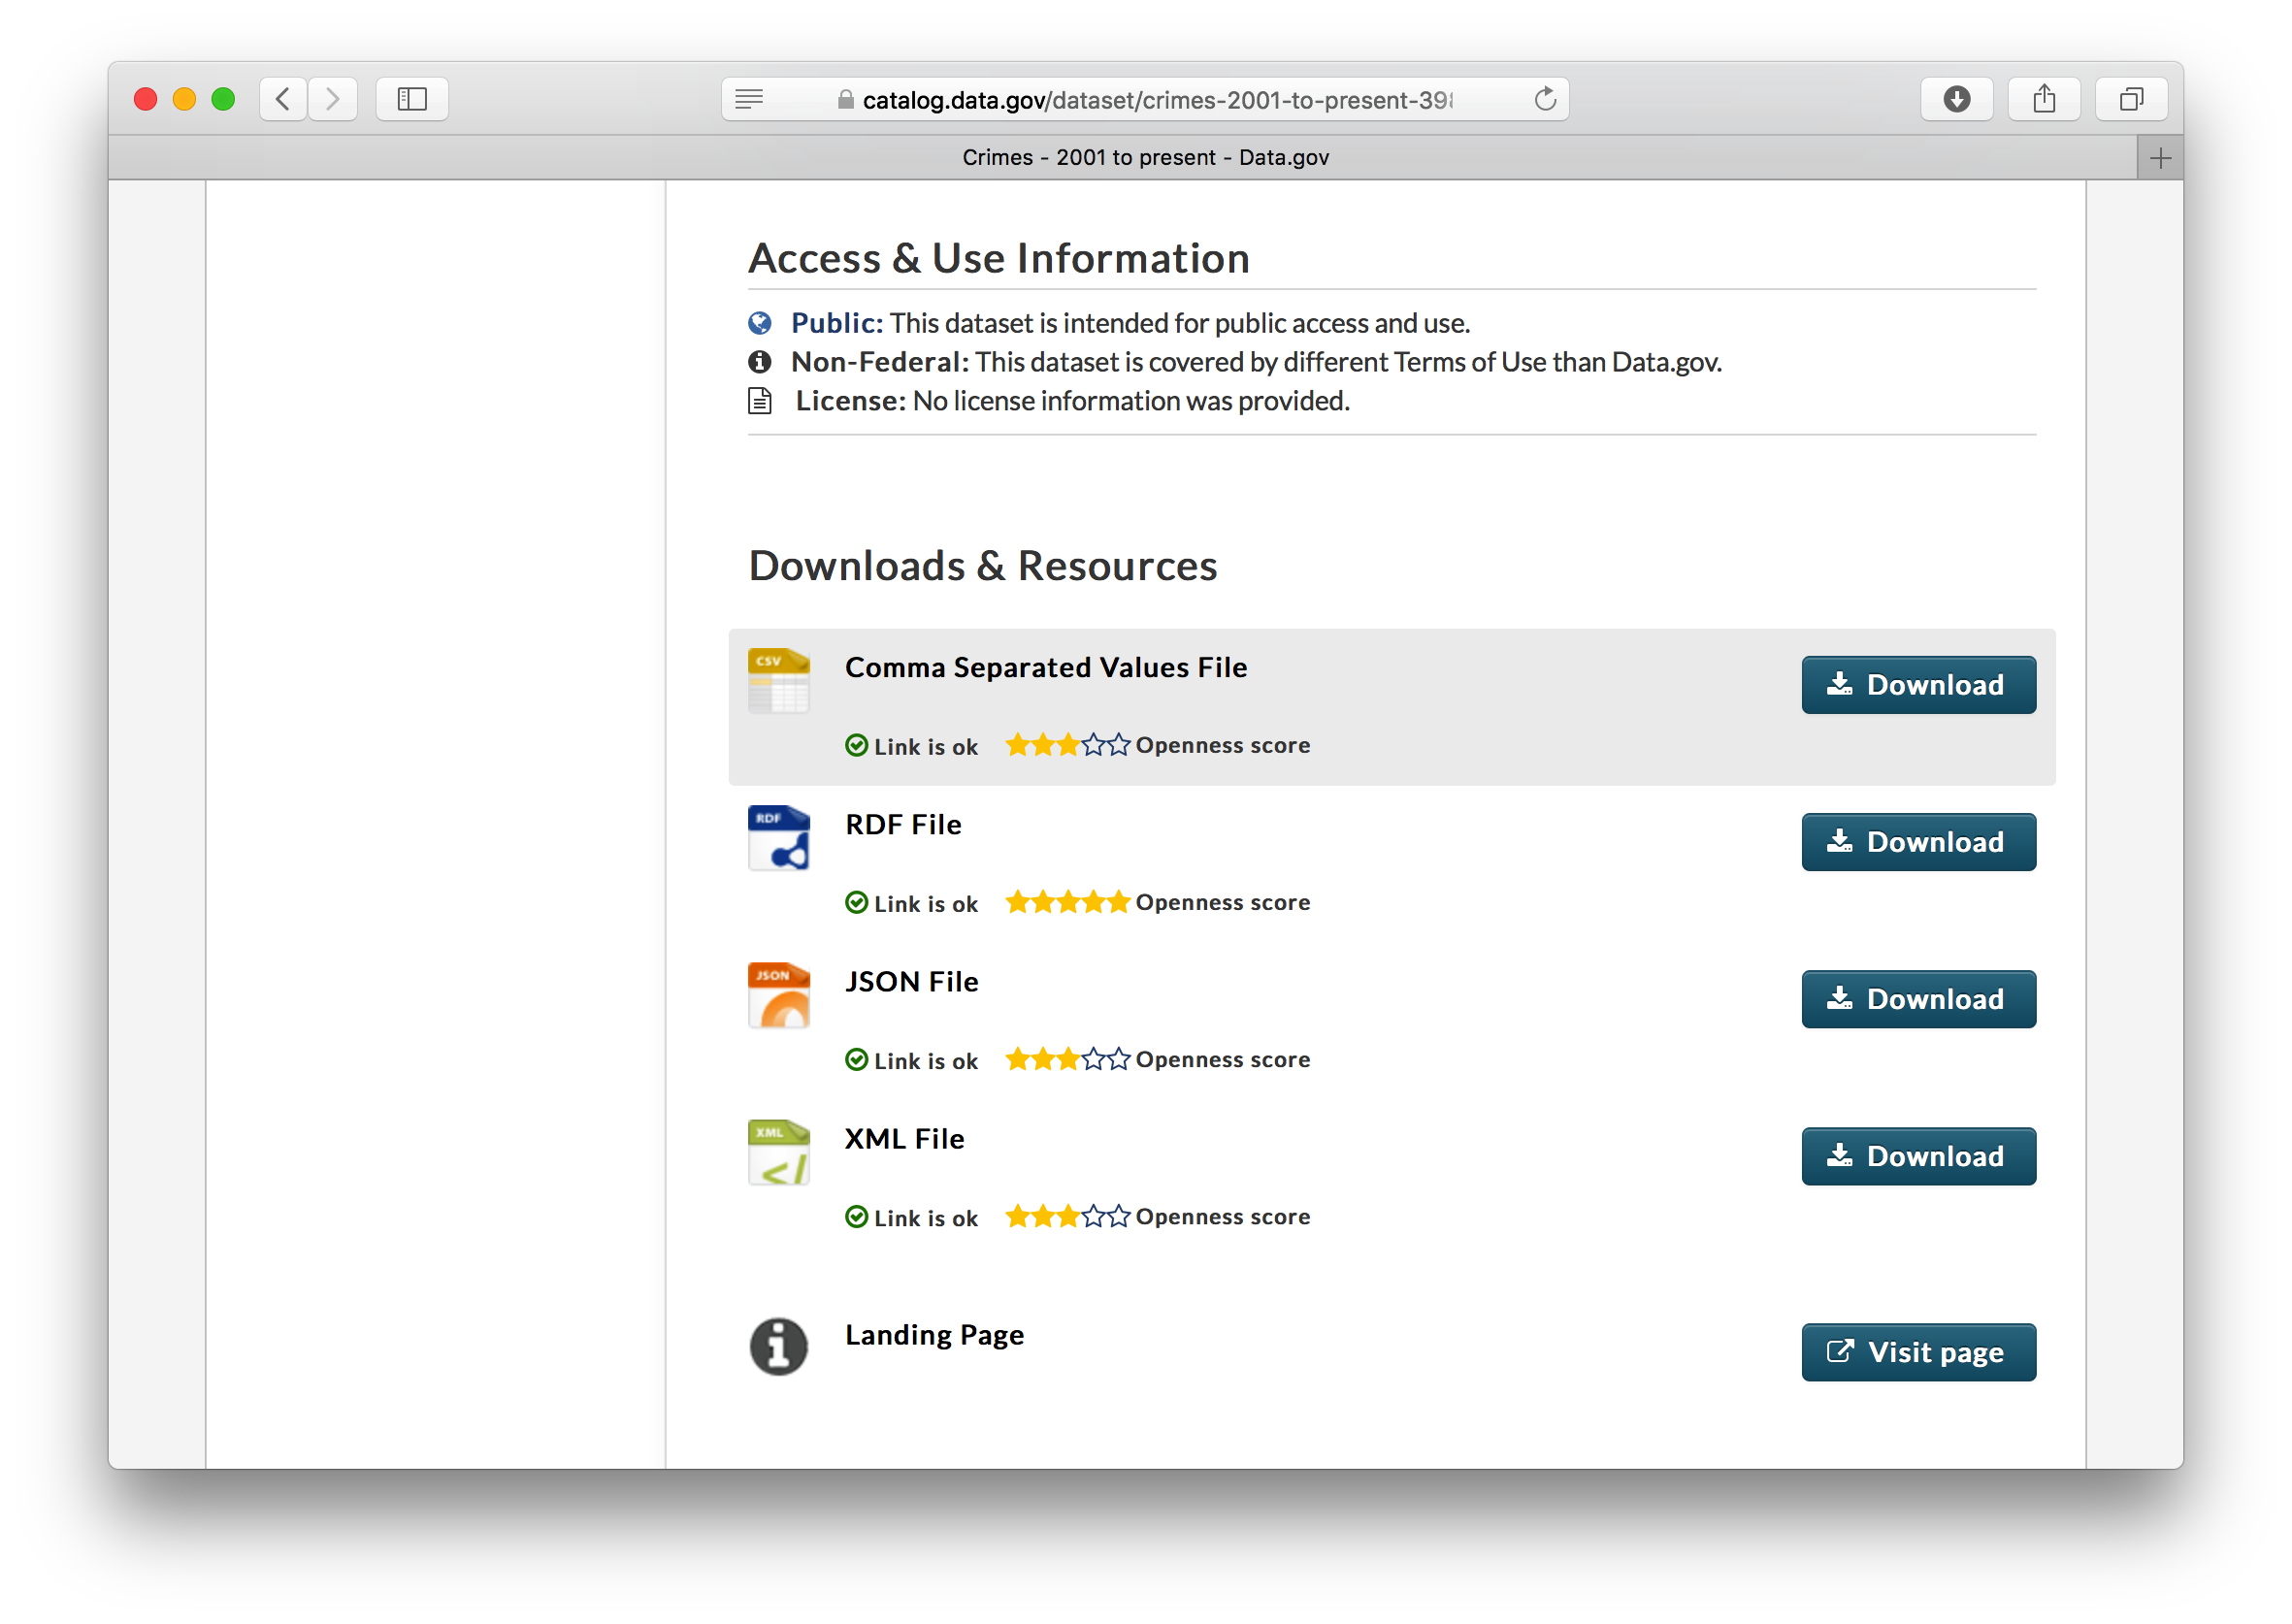 catalog.data.gov/dataset/crimes-2001-to-present-39
Crimes - 2001 to present - Data.gov
Access & Use Information
Public: This dataset is intended for public access and use.
Non-Federal: This dataset is covered by different Terms of Use than Data.gov.
License: No license information was provided.
Downloads & Resources
CSV Comma Separated Values File Download
Link is ok Openness score
RDF RDF File Download
Link is ok Openness score
JSON JSON File Download
Link is ok Openness score
XML XML File Download
</
Link is ok Openness score
Landing Page Visit page